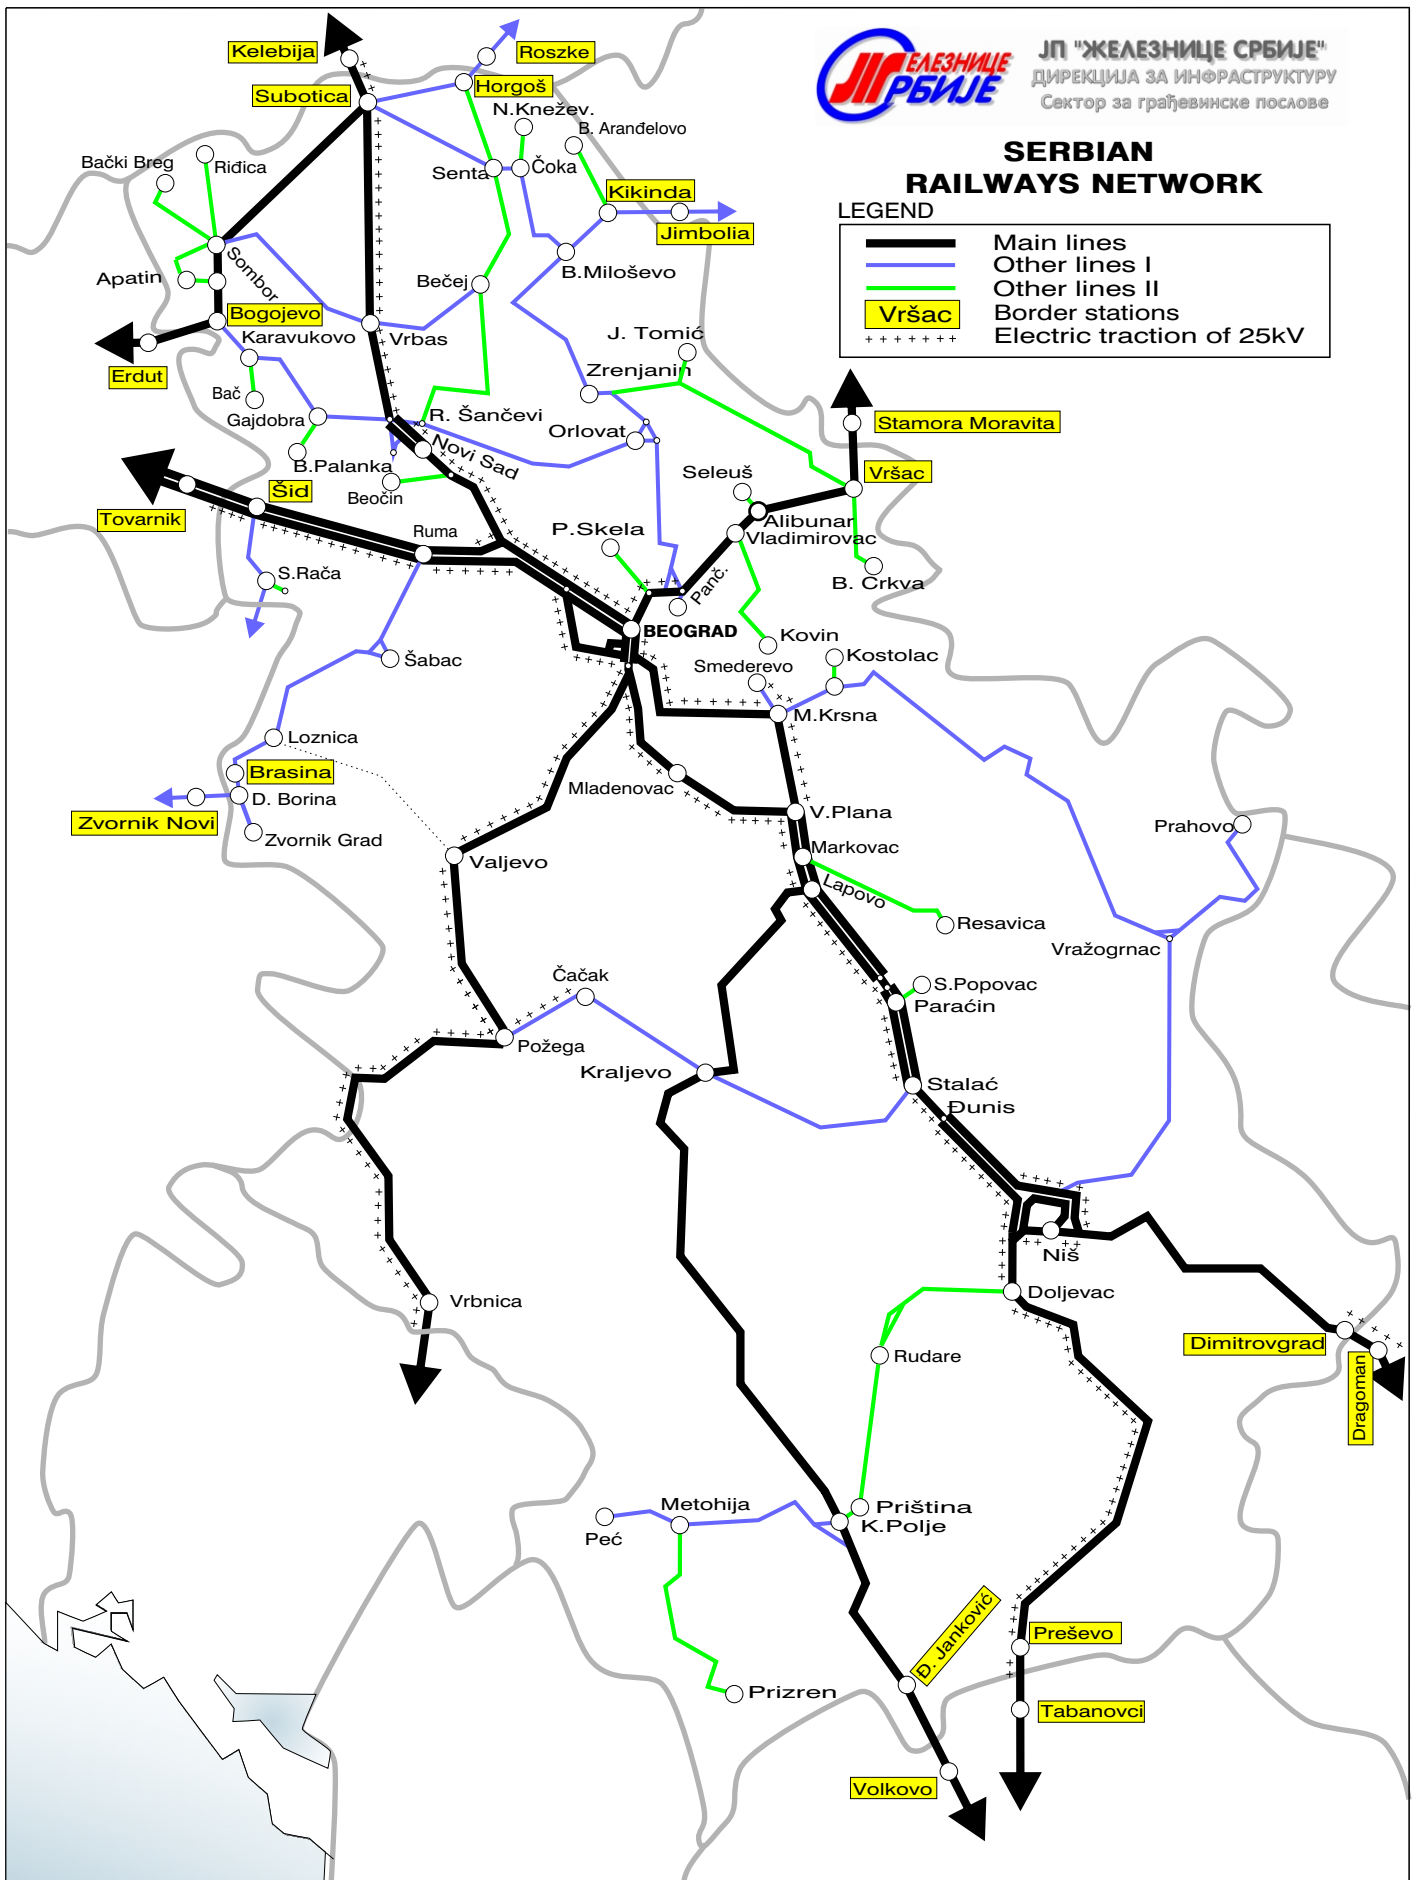 ЕЛЕЗНИЦЕ
РБИЈЕ
ЈП "ЖЕЛЕЗНИЦЕ СРБИЈЕ"
ДИРЕКЦИЈА ЗА ИНФРАСТРУКТУРУ
Сектор за грађевинске послове
SERBIAN
RAILWAYS NETWORK
LEGEND
Main lines
Other lines I
Other lines II
Vršac
Border stations
Electric traction of 25kV
Kelebija
Roszke
Subotica
Horgoš
N.Knežev.
B. Aranđelovo
Bački Breg
Riđica
Senta
Čoka
Kikinda
Jimbolia
Sombor
B.Miloševo
Apatin
Bečej
Bogojevo
Karavukovo
Vrbas
J. Tomić
Erdut
Zrenjanin
Bač
Gajdobra
R. Šančevi
Orlovat
Stamora Moravita
Novi Sad
B.Palanka
Beočin
Seleuš
Vršac
Šid
Tovarnik
Ruma
Alibunar
Vladimirovac
P.Skela
S.Rača
Panč.
B. Crkva
BEOGRAD
Kovin
Šabac
Smederevo
Kostolac
M.Krsna
Loznica
Brasina
Mladenovac
D. Borina
V.Plana
Zvornik Novi
Zvornik Grad
Prahovo
Valjevo
Markovac
Lapovo
Resavica
Vražogrnac
Čačak
S.Popovac
Paraćin
Požega
Kraljevo
Stalać
Đunis
Niš
Vrbnica
Doljevac
Dimitrovgrad
Rudare
Dragoman
Metohija
Priština
Peć
K.Polje
Đ. Janković
Preševo
Prizren
Tabanovci
Volkovo